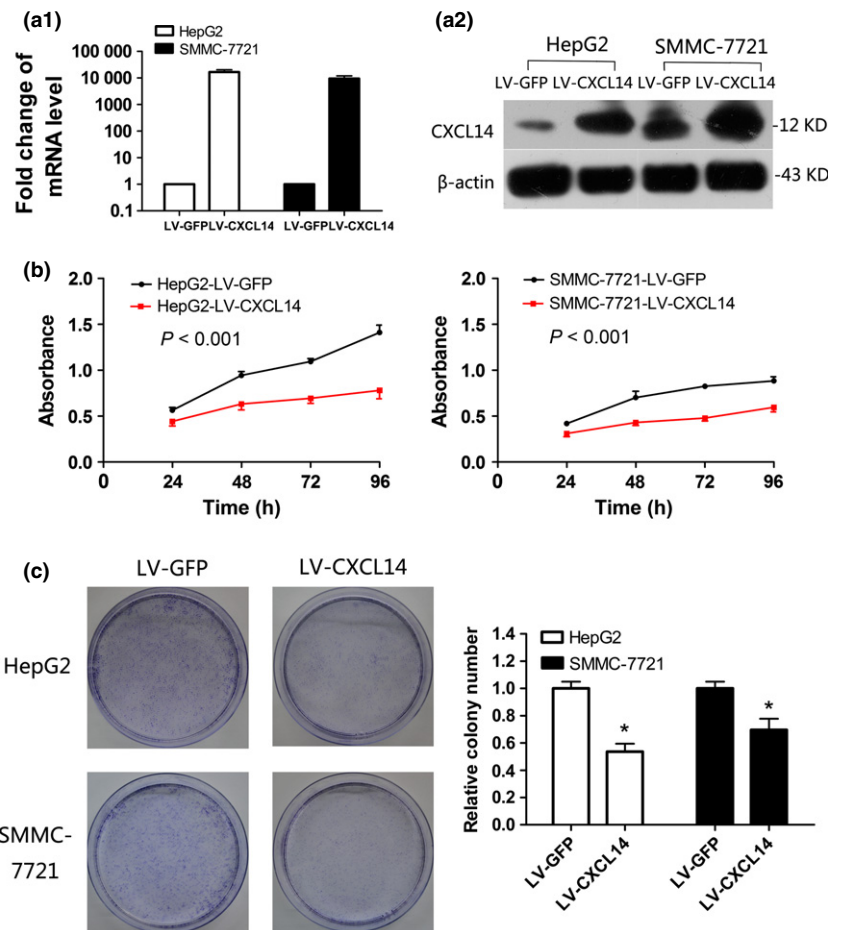 (a1)
HepG2
SMMC-7721
Fold change of
mRNA level
100 000
10 000
1000
100
10
1
0.1
LV-GFP LV-CXCL14 LV-GFP LV-CXCL14
(a2)
HepG2 SMMC-7721
LV-GFP LV-CXCL14 LV-GFP LV-CXCL14
CXCL14 -12 KD
β-actin -43 KD
(b)
HepG2-LV-GFP
HepG2-LV-CXCL14
P < 0.001
Absorbance
2.0
1.5
1.0
0.5
0.0
0 24 48 72 96
Time (h)
SMMC-7721-LV-GFP
SMMC-7721-LV-CXCL14
P < 0.001
Absorbance
2.0
1.5
1.0
0.5
0.0
0 24 48 72 96
Time (h)
(c)
LV-GFP LV-CXCL14
HepG2
SMMC-
7721
HepG2
SMMC-7721
Relative colony number
1.4
1.2
1.0
0.8
0.6
0.4
0.2
0.0
* *
LV-GFP LV-CXCL14 LV-GFP LV-CXCL14